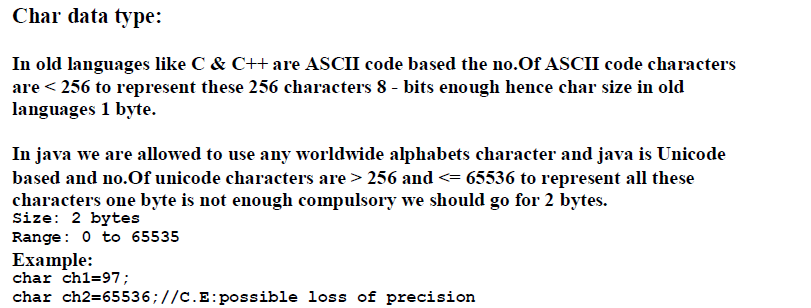 Char data type:
In old languages like C & C++ are ASCII code based the no.Of ASCII code characters
are < 256 to represent these 256 characters 8 - bits enough hence char size in old
languages 1 byte.
In java we are allowed to use any worldwide alphabets character and java is Unicode
based and no.Of unicode characters are > 256 and <= 65536 to represent all these
characters one byte is not enough compulsory we should go for 2 bytes.
Size: 2 bytes
Range: 0 to 65535
Example:
char ch1=97;
char ch2=65536;//C.E:possible loss of precision